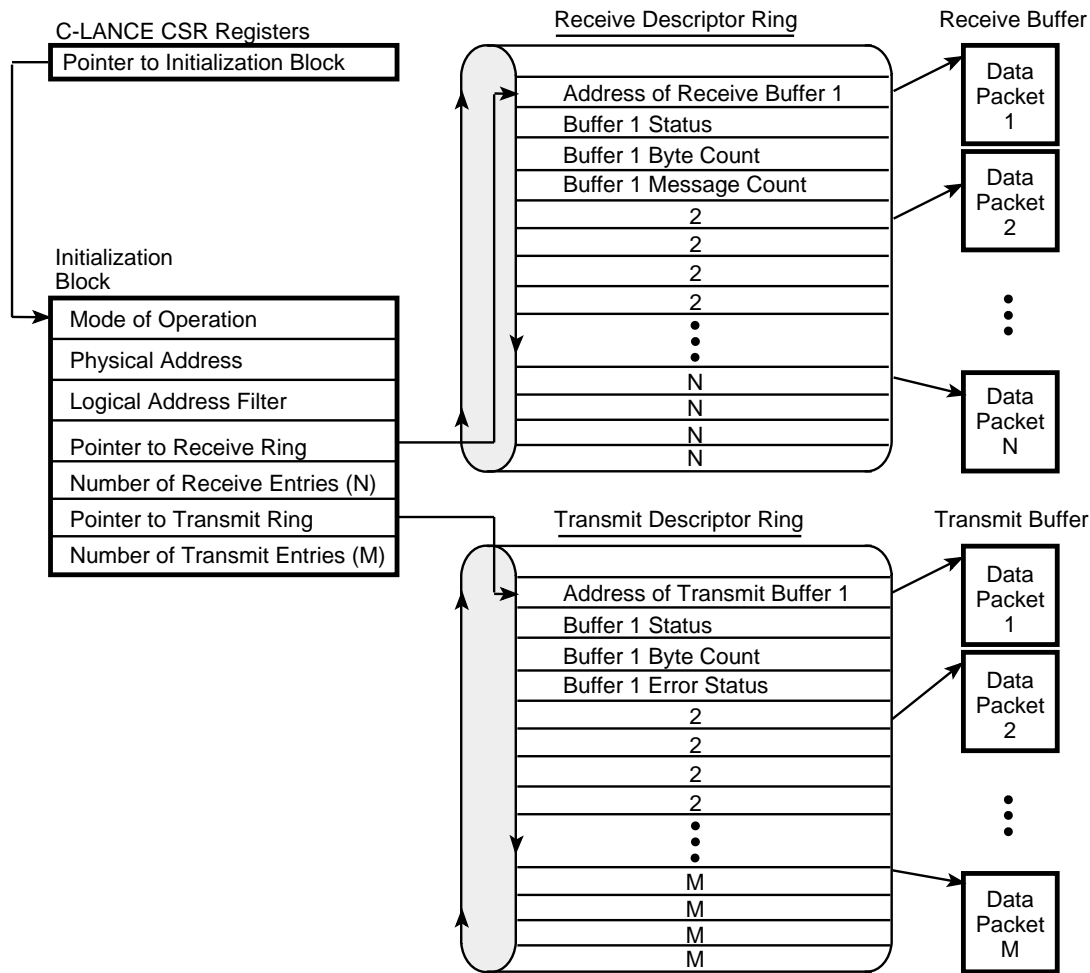 C-LANCE CSR Registers
Pointer to Initialization Block
Initialization
Block
Mode of Operation
Physical Address
Logical Address Filter
Pointer to Receive Ring
Number of Receive Entries (N)
Pointer to Transmit Ring
Number of Transmit Entries (M)
Receive Descriptor Ring
Address of Receive Buffer 1
Buffer 1 Status
Buffer 1 Byte Count
Buffer 1 Message Count
2
2
2
2
N
N
N
N
Receive Buffer
Data
Packet
1
Data
Packet
2
Data
Packet
N
Transmit Descriptor Ring
Address of Transmit Buffer 1
Buffer 1 Status
Buffer 1 Byte Count
Buffer 1 Error Status
2
2
2
2
M
M
M
M
Transmit Buffer
Data
Packet
1
Data
Packet
2
Data
Packet
M